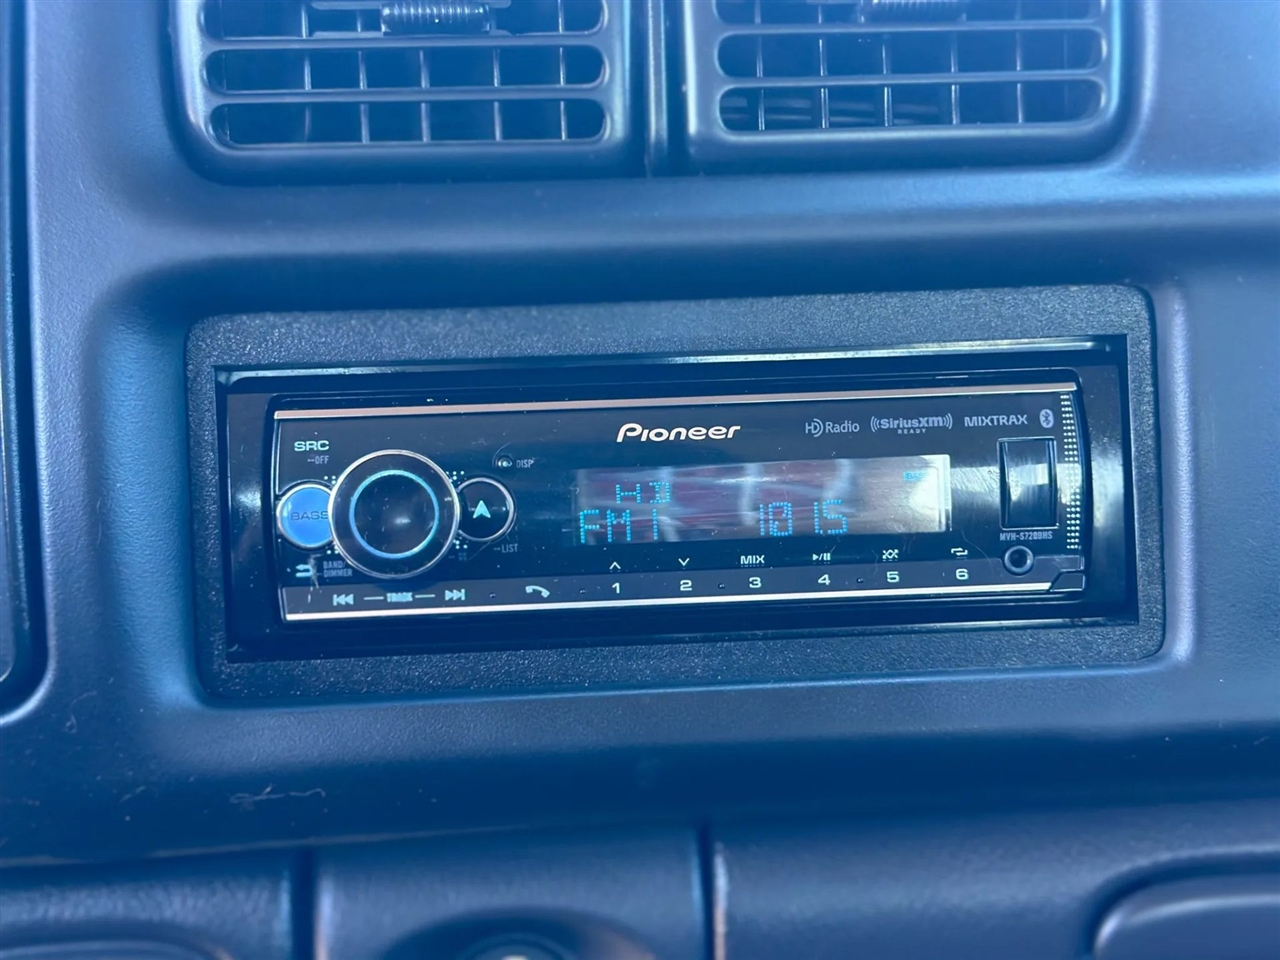 Pioneer
HD Radio ((SiriusXM)) READY MIXTRAX
SRC
--OFF
DISP
BASS
--LIST
BAND/
DIMMER
HD
FM1 101.5
MVH-S720BHS
MIX
1 2 3 4 5 6
TRACK